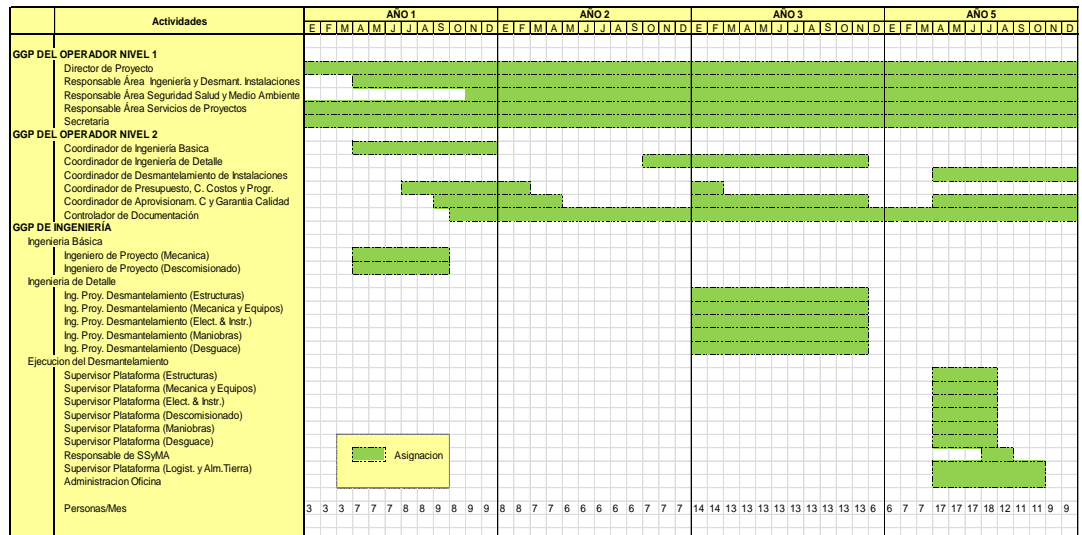 Actividades
AÑO 1 AÑO 2 AÑO 3 AÑO 5
E F M A M J J A S O N D E F M A M J J A S O N D E F M A M J J A S O N D E F M A M J J A S O N D
GGP DEL OPERADOR NIVEL 1
Director de Proyecto
Responsable Área Ingeniería y Desmant. Instalaciones
Responsable Área Seguridad Salud y Medio Ambiente
Responsable Área Servicios de Proyectos
Secretaria
GGP DEL OPERADOR NIVEL 2
Coordinador de Ingeniería Basica
Coordinador de Ingeniería de Detalle
Coordinador de Desmantelamiento de Instalaciones
Coordinador de Presupuesto, C. Costos y Progr.
Coordinador de Aprovisionam. C y Garantia Calidad
Controlador de Documentación
GGP DE INGENIERÍA
Ingenieria Básica
Ingeniero de Proyecto (Mecanica)
Ingeniero de Proyecto (Descomisionado)
Ingenieria de Detalle
Ing. Proy. Desmantelamiento (Estructuras)
Ing. Proy. Desmantelamiento (Mecanica y Equipos)
Ing. Proy. Desmantelamiento (Elect. & Instr.)
Ing. Proy. Desmantelamiento (Maniobras)
Ing. Proy. Desmantelamiento (Desguace)
Ejecucion del Desmantelamiento
Supervisor Plataforma (Estructuras)
Supervisor Plataforma (Mecanica y Equipos)
Supervisor Plataforma (Elect. & Instr.)
Supervisor Plataforma (Descomisionado)
Supervisor Plataforma (Maniobras)
Supervisor Plataforma (Desguace)
Responsable de SSyMA
Asignacion
Supervisor Plataforma (Logist. y Alm.Tierra)
Administracion Oficina
Personas/Mes 3 3 3 7 7 7 8 8 9 8 9 9 8 8 7 7 6 6 6 6 6 7 7 7 14 14 13 13 13 13 13 13 13 13 13 6 6 7 7 17 17 17 18 12 11 11 9 9